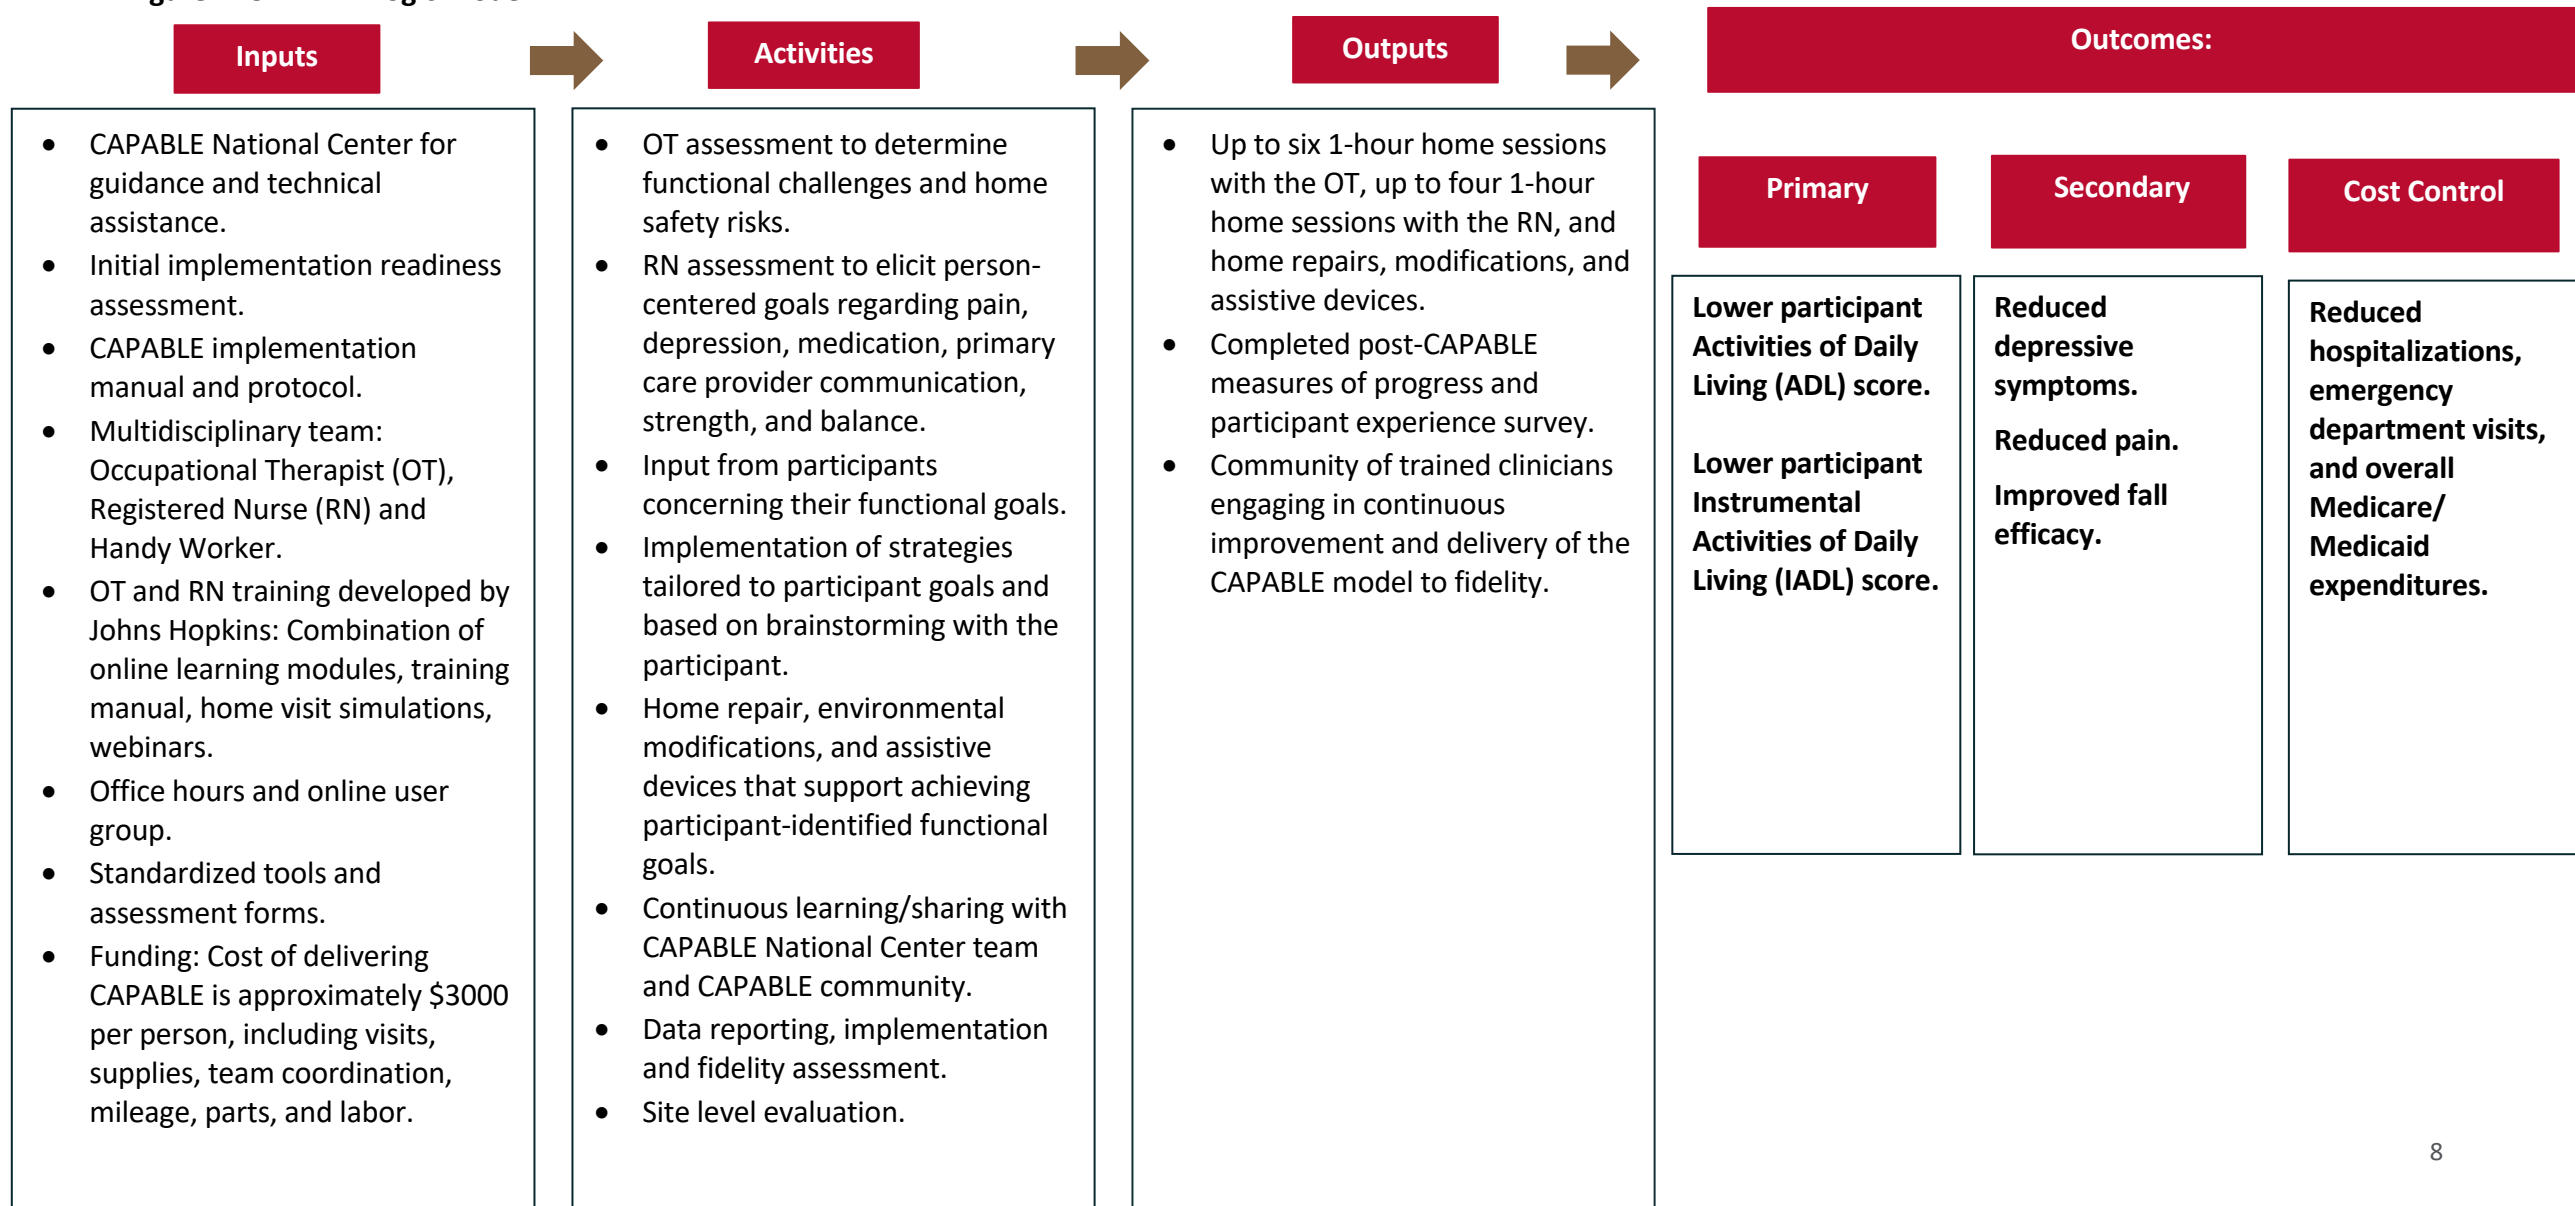 Inputs
Activities
Outputs
Outcomes:
• CAPABLE National Center for
guidance and technical
assistance.
• Initial implementation readiness
assessment.
• CAPABLE implementation
manual and protocol.
• Multidisciplinary team:
Occupational Therapist (OT),
Registered Nurse (RN) and
Handy Worker.
• OT and RN training developed by
Johns Hopkins: Combination of
online learning modules, training
manual, home visit simulations,
webinars.
• Office hours and online user
group.
• Standardized tools and
assessment forms.
• Funding: Cost of delivering
CAPABLE is approximately $3000
per person, including visits,
supplies, team coordination,
mileage, parts, and labor.
• OT assessment to determine
functional challenges and home
safety risks.
• RN assessment to elicit person-
centered goals regarding pain,
depression, medication, primary
care provider communication,
strength, and balance.
• Input from participants
concerning their functional goals.
• Implementation of strategies
tailored to participant goals and
based on brainstorming with the
participant.
• Home repair, environmental
modifications, and assistive
devices that support achieving
participant-identified functional
goals.
• Continuous learning/sharing with
CAPABLE National Center team
and CAPABLE community.
• Data reporting, implementation
and fidelity assessment.
• Site level evaluation.
• Up to six 1-hour home sessions
with the OT, up to four 1-hour
home sessions with the RN, and
home repairs, modifications, and
assistive devices.
• Completed post-CAPABLE
measures of progress and
participant experience survey.
• Community of trained clinicians
engaging in continuous
improvement and delivery of the
CAPABLE model to fidelity.
Primary
Lower participant
Activities of Daily
Living (ADL) score.
Lower participant
Instrumental
Activities of Daily
Living (IADL) score.
Secondary
Reduced
depressive
symptoms.
Reduced pain.
Improved fall
efficacy.
Cost Control
Reduced
hospitalizations,
emergency
department visits,
and overall
Medicare/
Medicaid
expenditures.
8